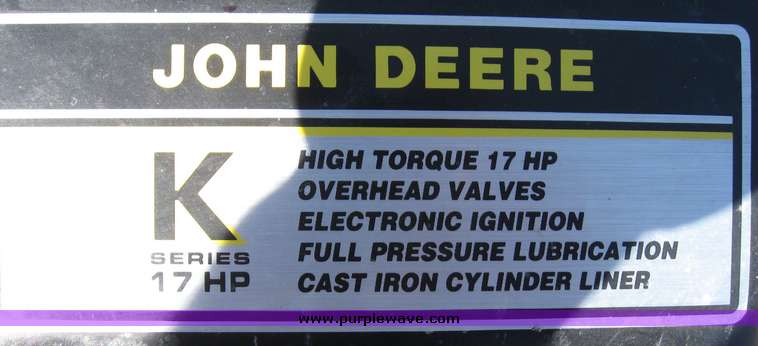 JOHN DEERE
K
SERIES
17 HP
HIGH TORQUE 17 HP
OVERHEAD VALVES
ELECTRONIC IGNITION
FULL PRESSURE LUBRICATION
CAST IRON CYLINDER LINER
www.purplewave.com